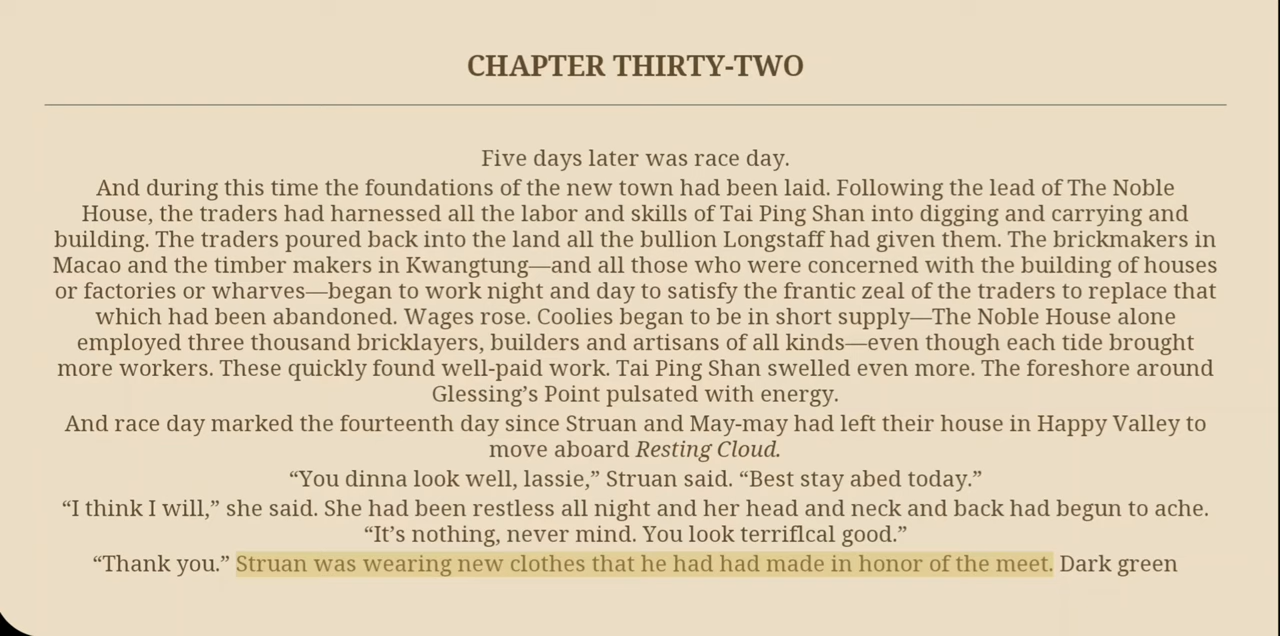 CHAPTER THIRTY-TWO
Five days later was race day.
And during this time the foundations of the new town had been laid. Following the lead of The Noble
House, the traders had harnessed all the labor and skills of Tai Ping Shan into digging and carrying and
building. The traders poured back into the land all the bullion Longstaff had given them. The brickmakers in
Macao and the timber makers in Kwangtung—and all those who were concerned with the building of houses
or factories or wharves—began to work night and day to satisfy the frantic zeal of the traders to replace that
which had been abandoned. Wages rose. Coolies began to be in short supply—The Noble House alone
employed three thousand bricklayers, builders and artisans of all kinds—even though each tide brought
more workers. These quickly found well-paid work. Tai Ping Shan swelled even more. The foreshore around
Glessing’s Point pulsated with energy.
And race day marked the fourteenth day since Struan and May-may had left their house in Happy Valley to
move aboard Resting Cloud.
“You dinna look well, lassie,” Struan said. “Best stay abed today.”
“I think I will,” she said. She had been restless all night and her head and neck and back had begun to ache.
“It’s nothing, never mind. You look terriflcal good.”
“Thank you.” Struan was wearing new clothes that he had had made in honor of the meet. Dark green